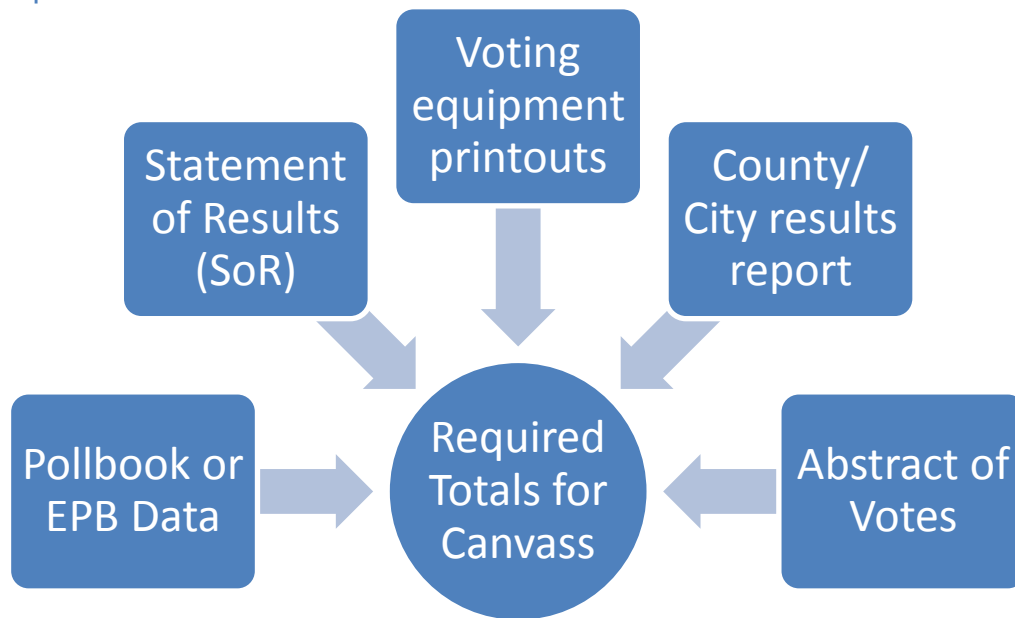 Voting
equipment
printouts
Statement
of Results
(SoR)
County/
City results
report
Pollbook or
EPB Data
Required
Totals for
Canvass
Abstract of
Votes